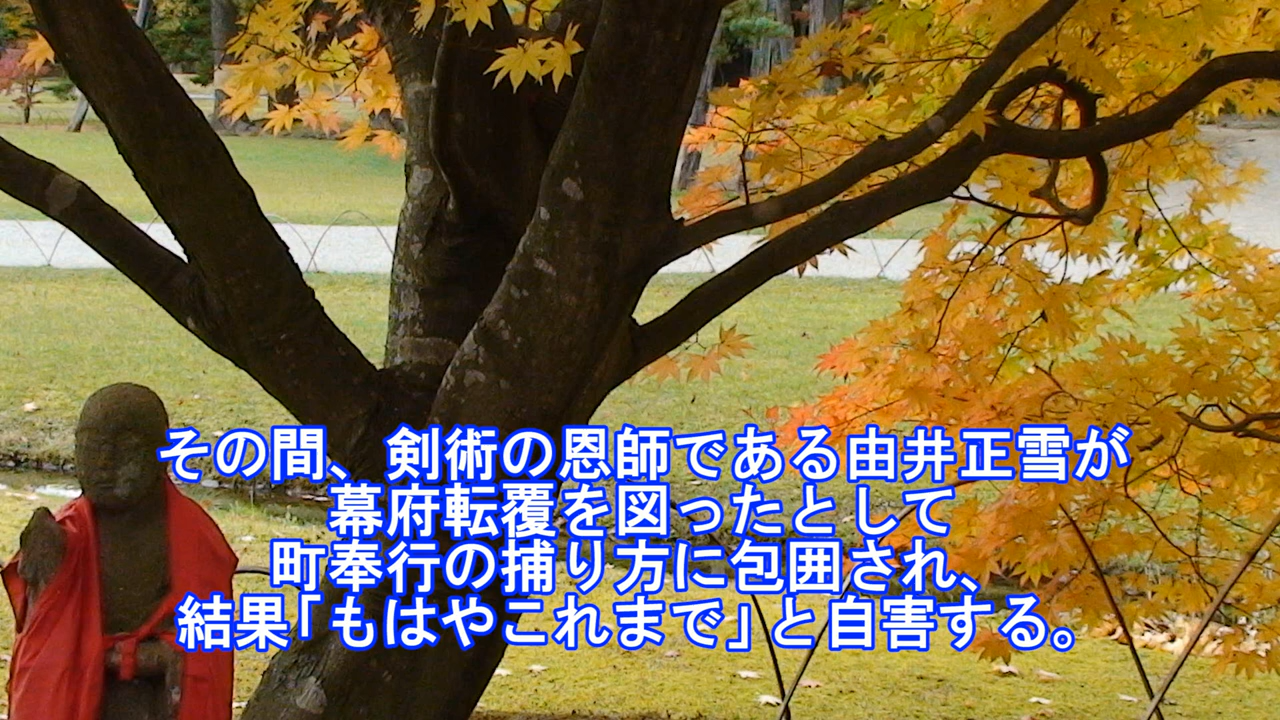 その間、剣術の恩師である由井正雪が
幕府転覆を図ったとして
町奉行の捕り方に包囲され、
結果「もはやこれまで」と自害する。